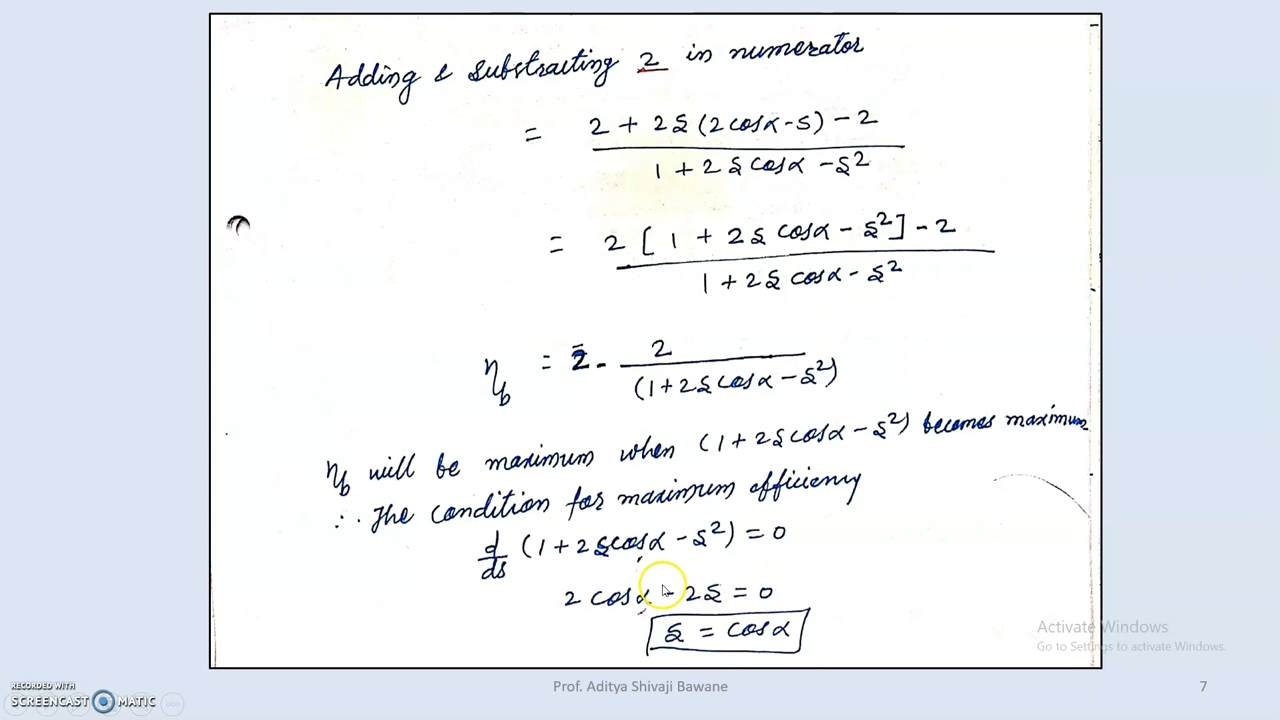 Adding & Substracting 2 in numerator
= 2 + 2S (2cosα - S) - 2
1 + 2S cosα - S²
= 2 [ 1 + 2S cosα - S² ] - 2
1 + 2S cosα - S²
η_b = 2 - 2
(1 + 2S cosα - S²)
η_b will be maximum when (1 + 2S cosα - S²) becomes maximum
∴ The condition for maximum efficiency
d/ds (1 + 2S cosα - S²) = 0
2 cosα - 2S = 0
S = cosα
Activate Windows
Go to Settings to activate Windows.
RECORDED WITH
SCREENCAST MATIC
Prof. Aditya Shivaji Bawane
7